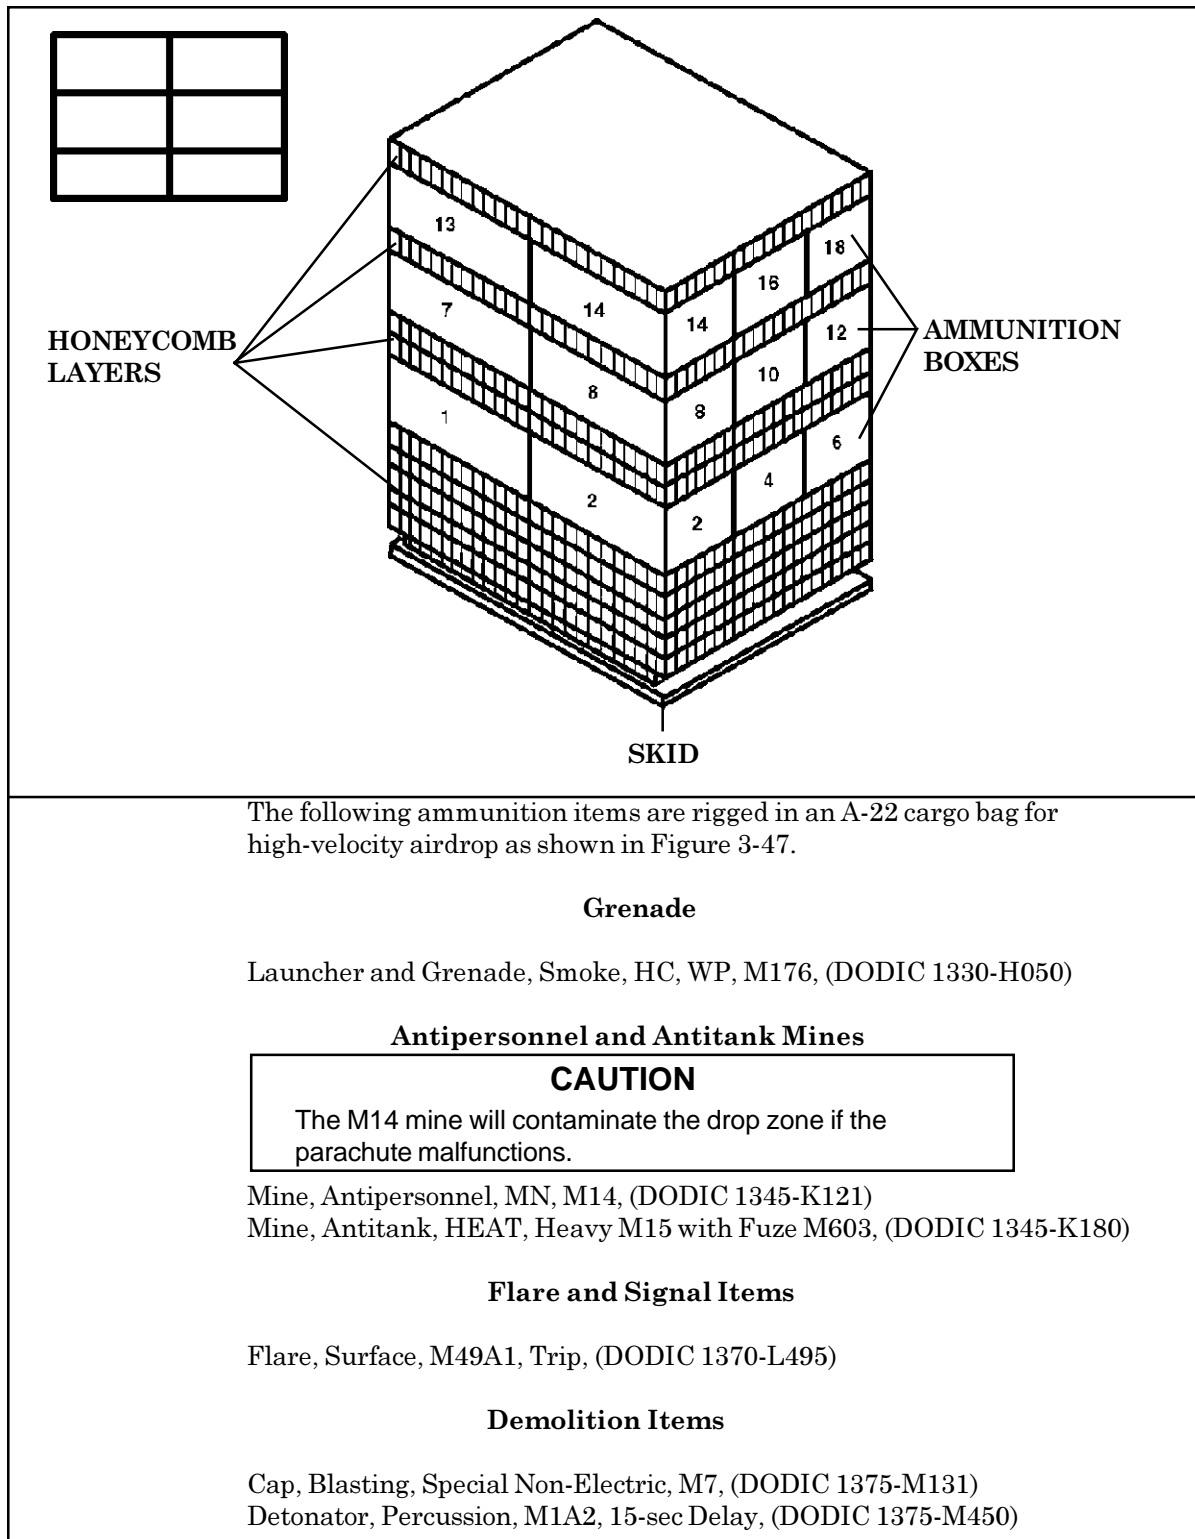 13
14
14
16
18
7
8
8
10
12
1
2
2
4
6
HONEYCOMB
LAYERS
AMMUNITION
BOXES
SKID
The following ammunition items are rigged in an A-22 cargo bag for
high-velocity airdrop as shown in Figure 3-47.
Grenade
Launcher and Grenade, Smoke, HC, WP, M176, (DODIC 1330-H050)
Antipersonnel and Antitank Mines
CAUTION
The M14 mine will contaminate the drop zone if the
parachute malfunctions.
Mine, Antipersonnel, MN, M14, (DODIC 1345-K121)
Mine, Antitank, HEAT, Heavy M15 with Fuze M603, (DODIC 1345-K180)
Flare and Signal Items
Flare, Surface, M49A1, Trip, (DODIC 1370-L495)
Demolition Items
Cap, Blasting, Special Non-Electric, M7, (DODIC 1375-M131)
Detonator, Percussion, M1A2, 15-sec Delay, (DODIC 1375-M450)